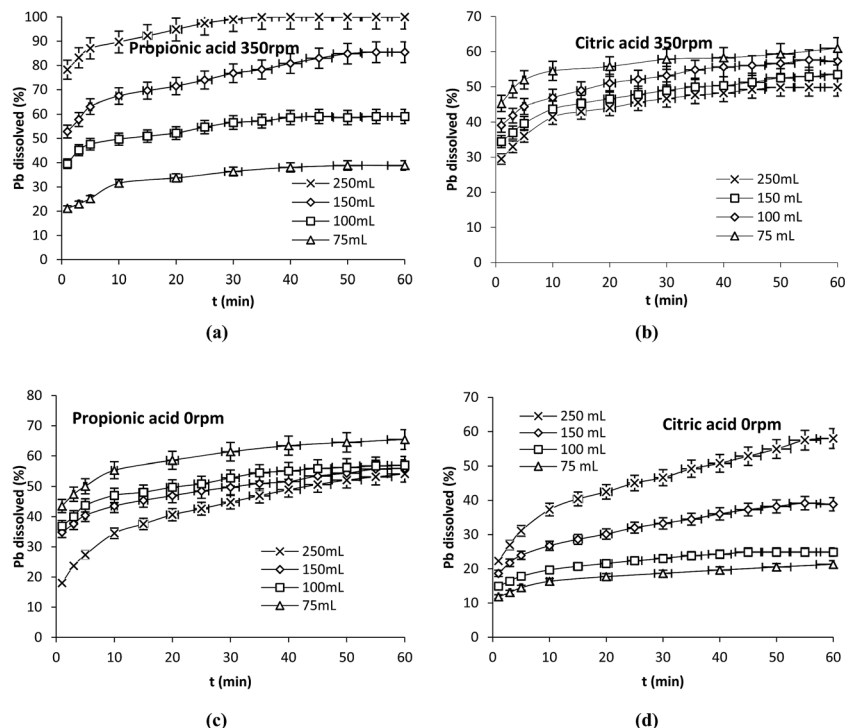 Propionic acid 350rpm
Pb dissolved (%)
100
90
80
70
60
50
40
30
20
10
0
0 10 20 30 40 50 60
t (min)
250mL
150mL
100mL
75mL
(a)
Citric acid 350rpm
Pb dissolved (%)
70
60
50
40
30
20
10
0
0 10 20 30 40 50 60
t (min)
250mL
150 mL
100 mL
75 mL
(b)
Propionic acid 0rpm
Pb dissolved (%)
80
70
60
50
40
30
20
10
0
0 10 20 30 40 50 60
t (min)
250mL
150mL
100mL
75mL
(c)
Citric acid 0rpm
Pb dissolved (%)
70
60
50
40
30
20
10
0
0 10 20 30 40 50 60
t (min)
250 mL
150 mL
100 mL
75 mL
(d)